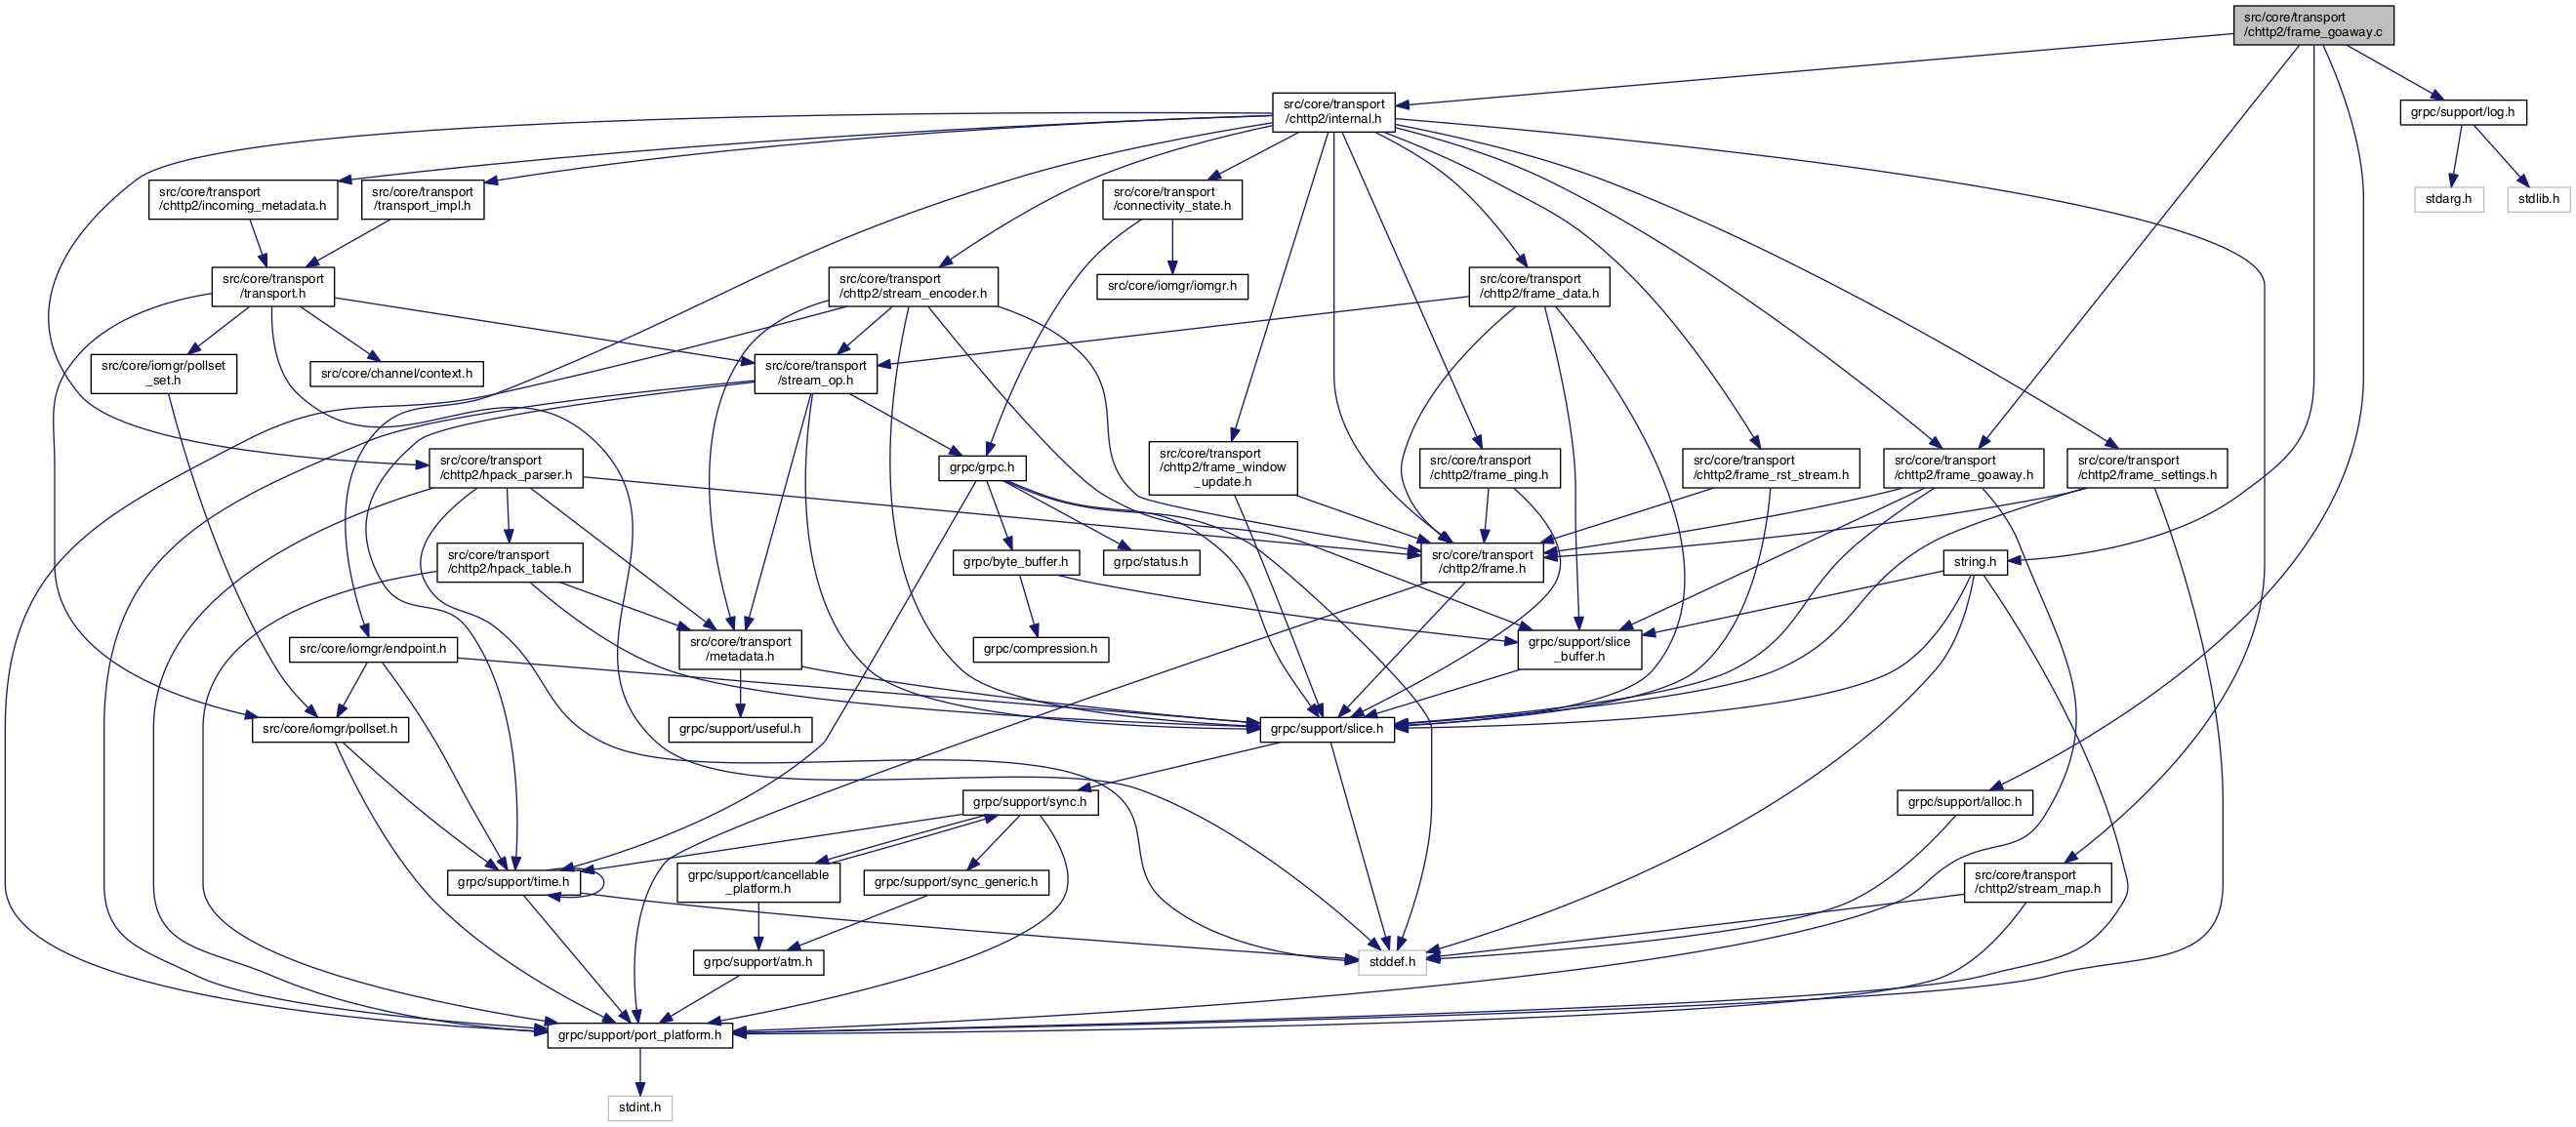 src/core/transport
/chttp2/frame_goaway.c
src/core/transport
/chttp2/internal.h
grpc/support/log.h
src/core/transport
/chttp2/incoming_metadata.h
src/core/transport
/transport_impl.h
src/core/transport
/connectivity_state.h
stdarg.h
stdlib.h
src/core/transport
/transport.h
src/core/transport
/chttp2/stream_encoder.h
src/core/iomgr/iomgr.h
src/core/transport
/chttp2/frame_data.h
src/core/iomgr/pollset
_set.h
src/core/channel/context.h
src/core/transport
/stream_op.h
src/core/transport
/chttp2/hpack_parser.h
grpc/grpc.h
src/core/transport
/chttp2/frame_window
_update.h
src/core/transport
/chttp2/frame_ping.h
src/core/transport
/chttp2/frame_rst_stream.h
src/core/transport
/chttp2/frame_goaway.h
src/core/transport
/chttp2/frame_settings.h
src/core/transport
/chttp2/hpack_table.h
grpc/byte_buffer.h
grpc/status.h
src/core/transport
/chttp2/frame.h
string.h
src/core/iomgr/endpoint.h
src/core/transport
/metadata.h
grpc/compression.h
grpc/support/slice
_buffer.h
src/core/iomgr/pollset.h
grpc/support/useful.h
grpc/support/slice.h
grpc/support/sync.h
grpc/support/alloc.h
grpc/support/time.h
grpc/support/cancellable
_platform.h
grpc/support/sync_generic.h
src/core/transport
/chttp2/stream_map.h
grpc/support/atm.h
stddef.h
grpc/support/port_platform.h
stdint.h